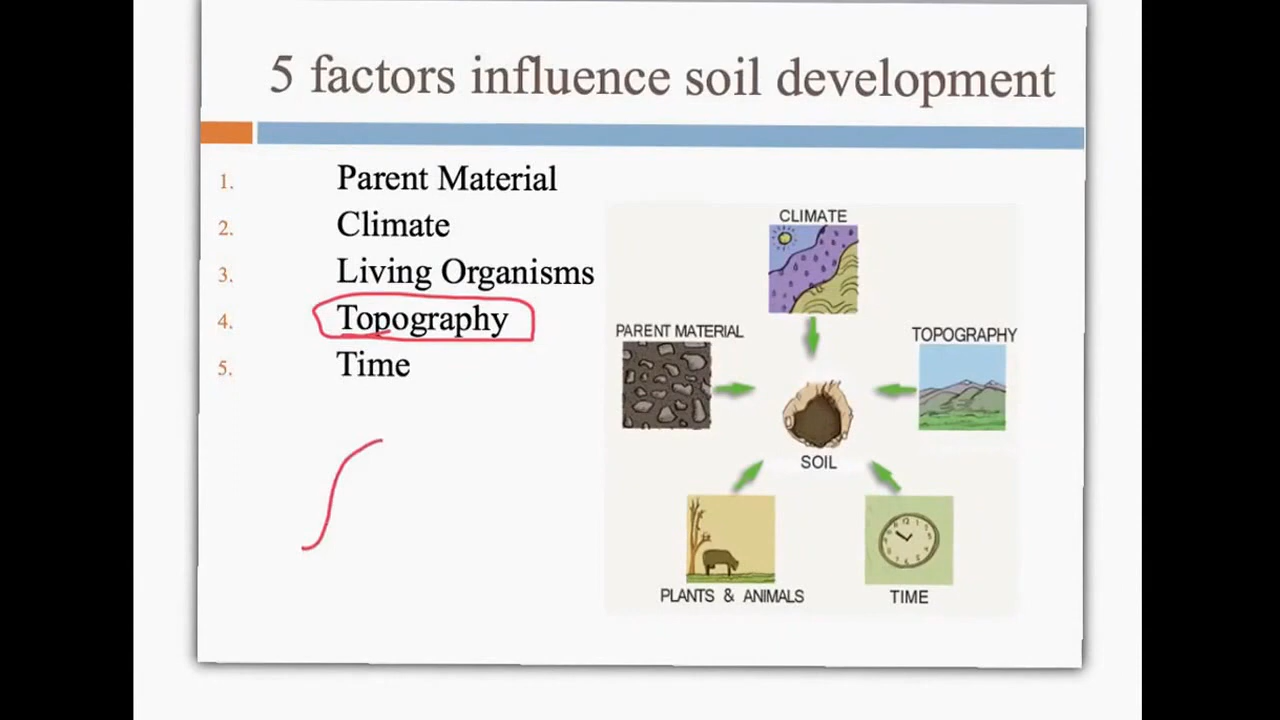 5 factors influence soil development
1. Parent Material
2. Climate
3. Living Organisms
4. Topography
5. Time
CLIMATE
PARENT MATERIAL
TOPOGRAPHY
SOIL
PLANTS & ANIMALS
TIME